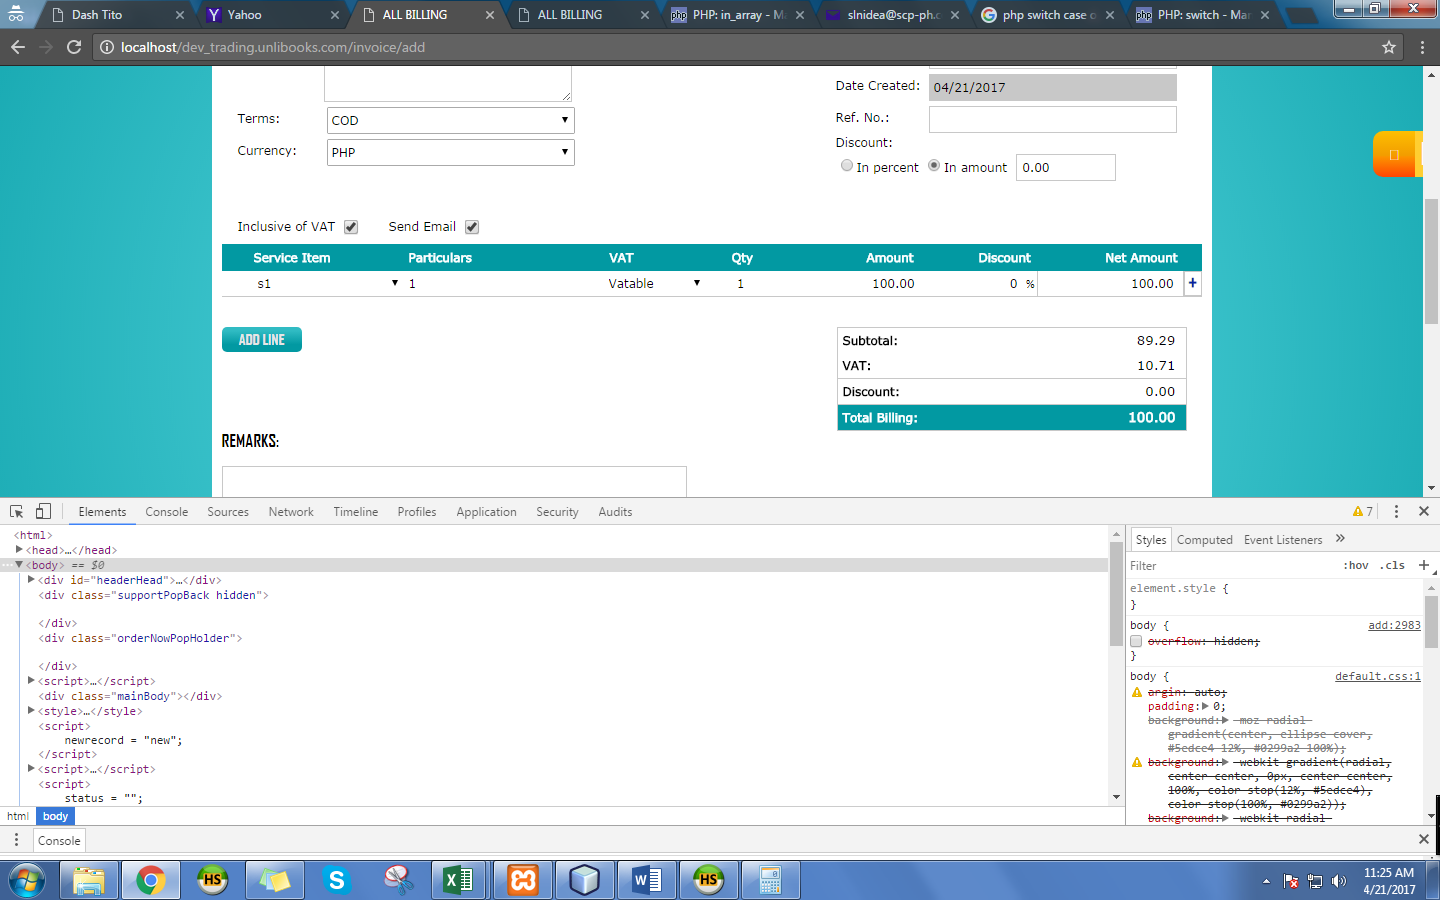 Dash Tito
Yahoo
ALL BILLING
ALL BILLING
PHP: in_array - Ma
slnidea@scp-ph.c
php switch case o
PHP: switch - Man
localhost/dev_trading.unlibooks.com/invoice/add
Date Created: 04/21/2017
Terms: COD
Ref. No.:
Currency: PHP
Discount:
In percent In amount 0.00
Inclusive of VAT Send Email
Service Item Particulars VAT Qty Amount Discount Net Amount
s1 1 Vatable 1 100.00 0 % 100.00 +
ADD LINE
Subtotal: 89.29
VAT: 10.71
Discount: 0.00
Total Billing: 100.00
REMARKS:
Elements Console Sources Network Timeline Profiles Application Security Audits 7
<html>
<head>…</head>
… <body> == $0
<div id="headerHead">…</div>
<div class="supportPopBack hidden">
</div>
<div class="orderNowPopHolder">
</div>
<script>…</script>
<div class="mainBody"></div>
<style>…</style>
<script>
newrecord = "new";
</script>
<script>…</script>
<script>
status = "";
html body
Styles Computed Event Listeners »
Filter :hov .cls +
element.style {
}
body { add:2983
overflow: hidden;
}
body { default.css:1
argin: auto;
padding: 0;
background: -moz-radial-
gradient(center, ellipse cover,
#5edce4 12%, #0299a2 100%);
background: -webkit-gradient(radial,
center center, 0px, center center,
100%, color-stop(12%, #5edce4),
color-stop(100%, #0299a2));
background: -webkit-radial-
Console
HS
HS
11:25 AM
4/21/2017